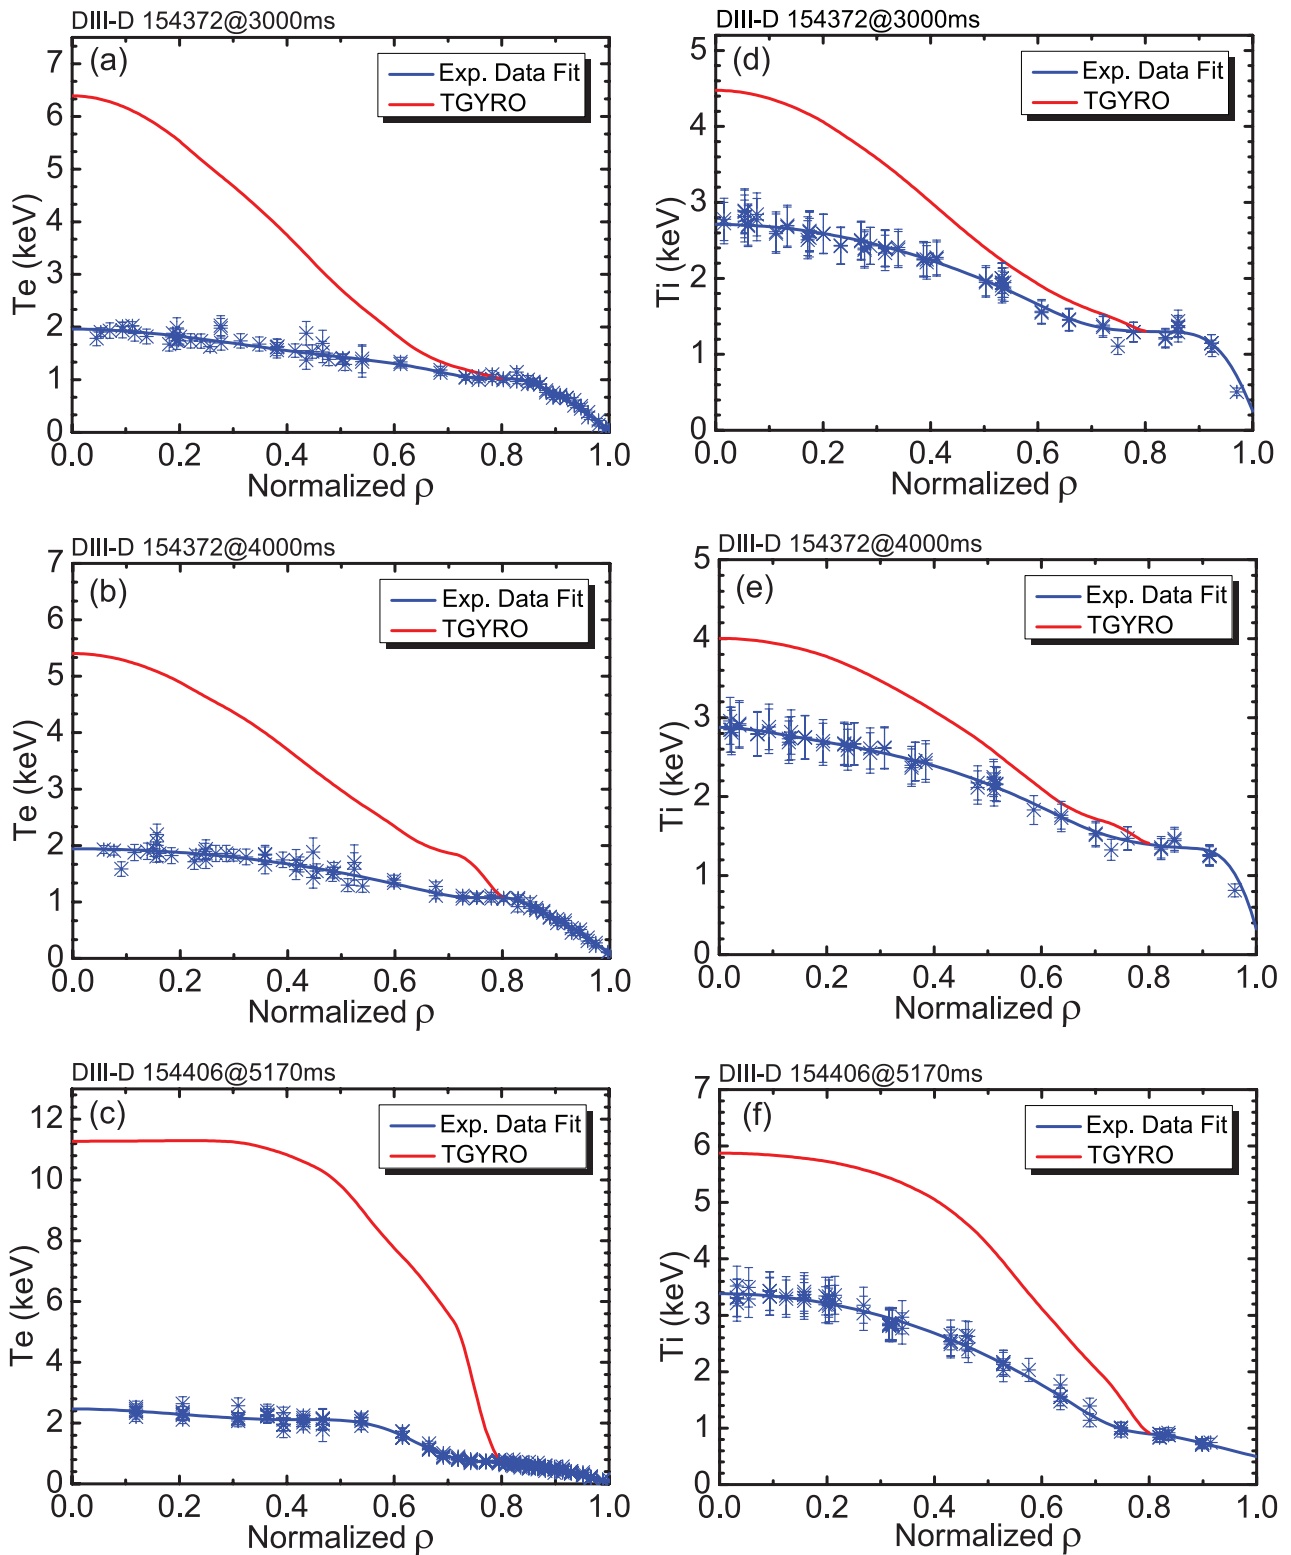 DIII-D 154372@3000ms
(a)
Exp. Data Fit
TGYRO
Te (keV)
7
6
5
4
3
2
1
0
0.0 0.2 0.4 0.6 0.8 1.0
Normalized ρ
DIII-D 154372@3000ms
(d)
Exp. Data Fit
TGYRO
Ti (keV)
5
4
3
2
1
0
0.0 0.2 0.4 0.6 0.8 1.0
Normalized ρ
DIII-D 154372@4000ms
(b)
Exp. Data Fit
TGYRO
Te (keV)
7
6
5
4
3
2
1
0
0.0 0.2 0.4 0.6 0.8 1.0
Normalized ρ
DIII-D 154372@4000ms
(e)
Exp. Data Fit
TGYRO
Ti (keV)
5
4
3
2
1
0
0.0 0.2 0.4 0.6 0.8 1.0
Normalized ρ
DIII-D 154406@5170ms
(c)
Exp. Data Fit
TGYRO
Te (keV)
12
10
8
6
4
2
0
0.0 0.2 0.4 0.6 0.8 1.0
Normalized ρ
DIII-D 154406@5170ms
(f)
Exp. Data Fit
TGYRO
Ti (keV)
7
6
5
4
3
2
1
0
0.0 0.2 0.4 0.6 0.8 1.0
Normalized ρ